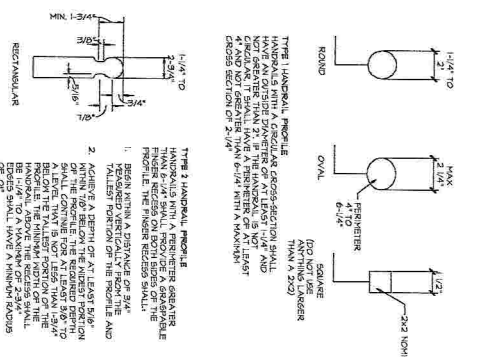 1-1/4" TO
2"
ROUND
MAX
2 1/4"
PERIMETER
4"-
6-1/4"
OVAL
1 1/2"
2X2 NOMI
SQUARE
(DO NOT USE
ANYTHING LARGER
THAN A 2X2)
TYPE 1 HANDRAIL PROFILE
HANDRAILS WITH A CIRCULAR CROSS-SECTION SHALL
HAVE AN OUTSIDE DIAMETER OF AT LEAST 1-1/4" AND
NOT GREATER THAN 2". IF THE HANDRAIL IS NOT
CIRCULAR, IT SHALL HAVE A PERIMETER OF AT LEAST
4" AND NOT GREATER THAN 6-1/4" WITH A MAXIMUM
CROSS SECTION OF 2-1/4"
MIN. 1-3/4"
3/8"
1-1/4" TO
2-3/4"
3/4"
5/16"
7/8"
RECTANGULAR
TYPE 2 HANDRAIL PROFILE
HANDRAILS WITH A PERIMETER GREATER
THAN 6-1/4" SHALL PROVIDE A GRASPABLE
FINGER RECESS ON BOTH SIDES OF THE
PROFILE. THE FINGER RECESS SHALL:
1. BEGIN WITHIN A DISTANCE OF 3/4"
MEASURED VERTICALLY FROM THE
TALLEST PORTION OF THE PROFILE AND
2. ACHIEVE A DEPTH OF AT LEAST 5/16"
WITHIN 7/8" BELOW THE WIDEST PORTION
OF THE PROFILE. THE REQUIRED DEPTH
SHALL CONTINUE FOR AT LEAST 3/8" TO
A LEVEL THAT IS NOT LESS THAN 1-3/4"
BELOW THE TALLEST PORTION OF THE
PROFILE. THE MINIMUM WIDTH OF THE
HANDRAIL ABOVE THE RECESS SHALL
BE 1-1/4" TO A MAXIMUM OF 2-3/4"
EDGES SHALL HAVE A MINIMUM RADIUS